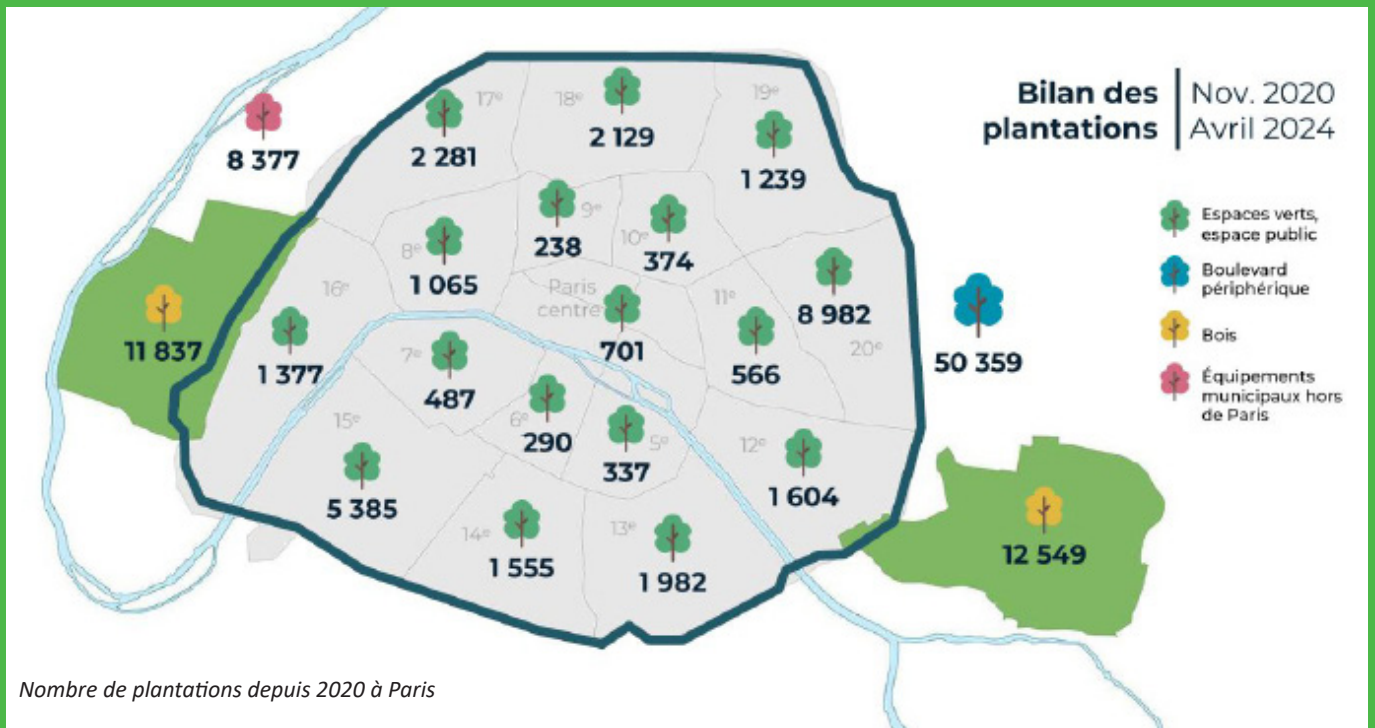 Bilan des
plantations
Nov. 2020
Avril 2024
Espaces verts,
espace public
Boulevard
périphérique
Bois
Équipements
municipaux hors
de Paris
8 377
17e
2 281
18e
2 129
19e
1 239
8e
1 065
9e
238
10e
374
16e
1 377
11 837
Paris
centre
701
11e
566
8 982
20e
50 359
7e
487
6e
290
5e
337
15e
5 385
12e
1 604
14e
1 555
13e
1 982
12 549
Nombre de plantations depuis 2020 à Paris